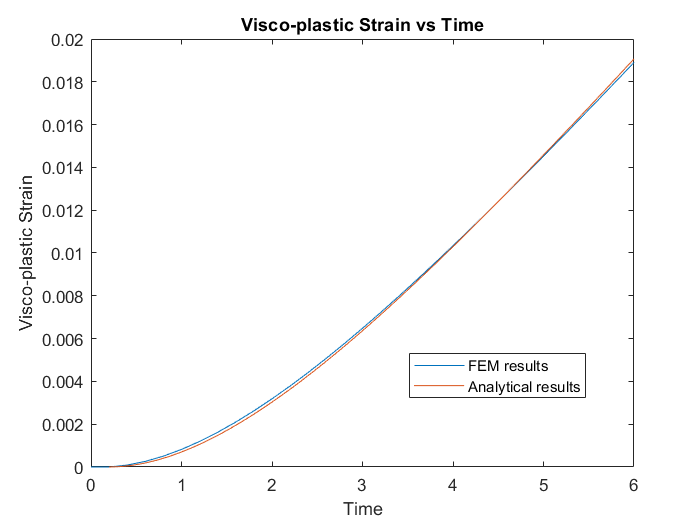 Visco-plastic Strain vs Time
0.02
0.018
0.016
0.014
0.012
0.01
0.008
0.006
0.004
0.002
0
Visco-plastic Strain
FEM results
Analytical results
0 1 2 3 4 5 6
Time